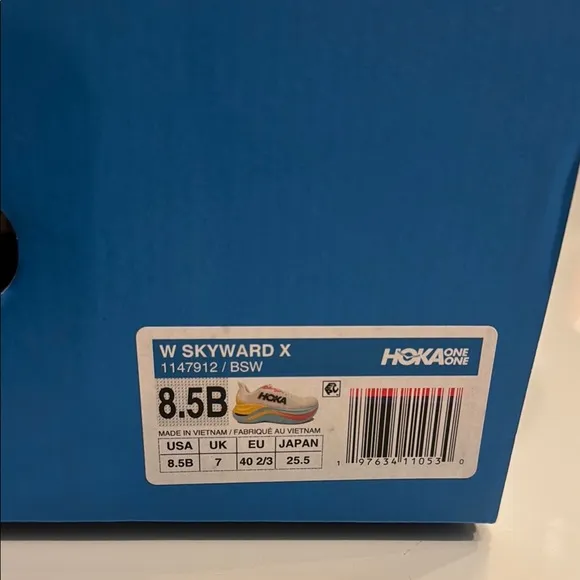 W SKYWARD X
1147912 / BSW
HOKA ONE ONE
8.5B
HOKA
MADE IN VIETNAM / FABRIQUÉ AU VIETNAM
USA UK EU JAPAN
8.5B 7 40 2/3 25.5
1 97634 11053 0